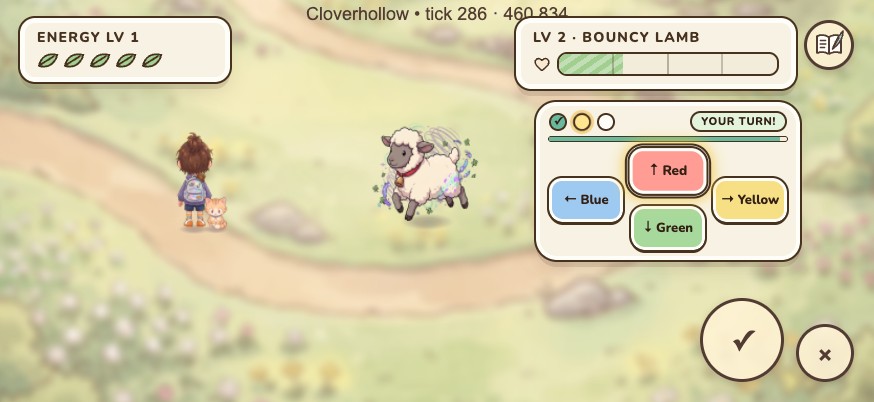 Cloverhollow • tick 286 · 460,834
ENERGY LV 1
LV 2 · BOUNCY LAMB
YOUR TURN!
↑ Red
← Blue
→ Yellow
↓ Green